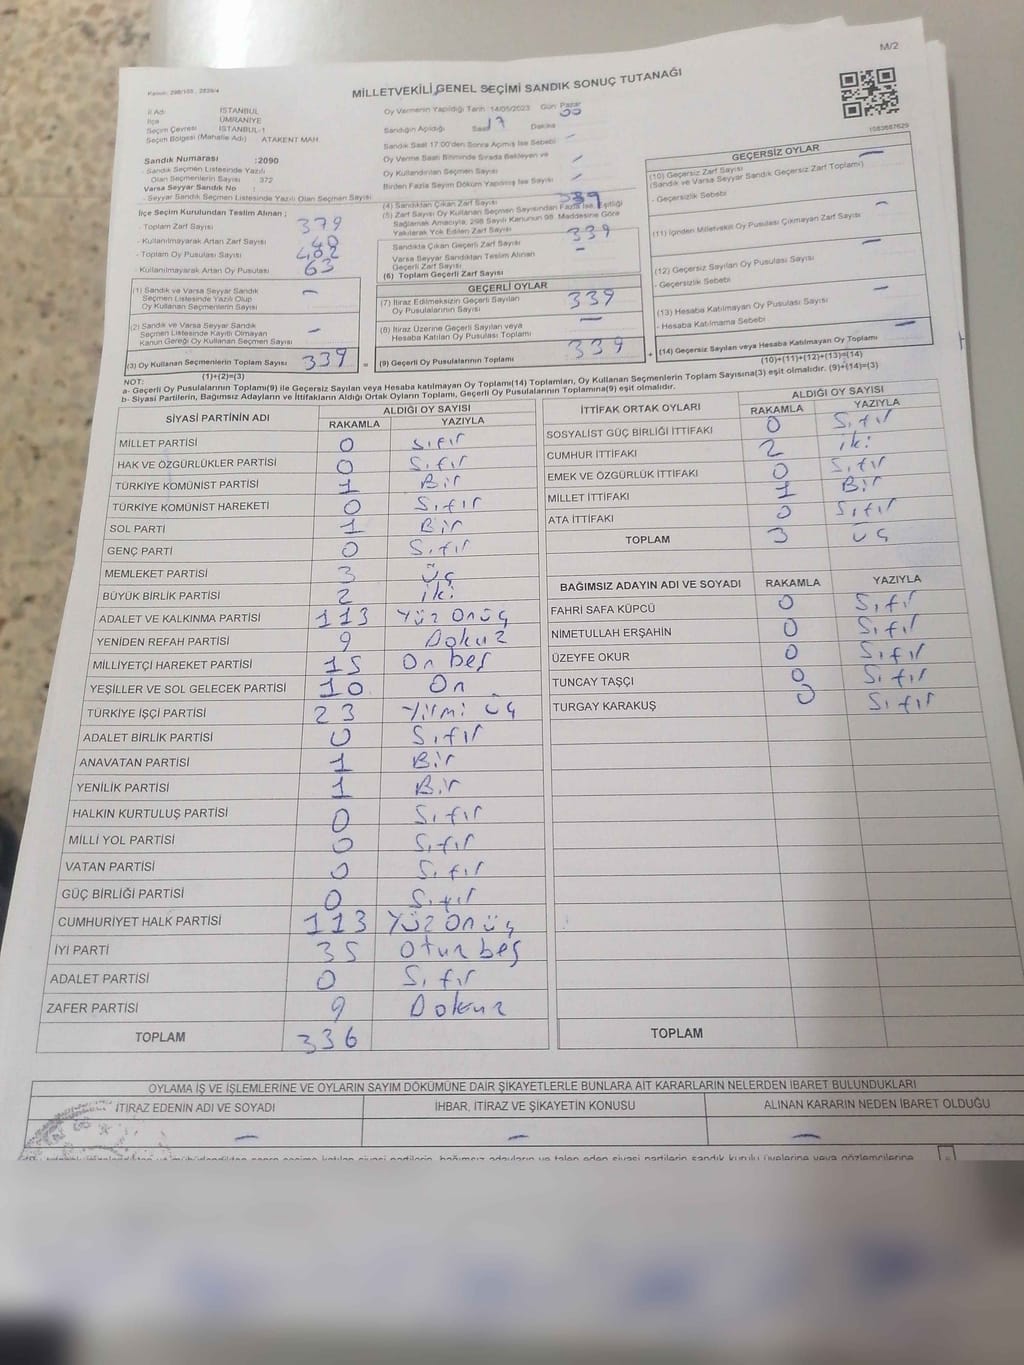 M/2
Kanun: 298/105 , 2839/4
MİLLETVEKİLİ GENEL SEÇİMİ SANDIK SONUÇ TUTANAĞI
1083687629
İl Adı : İSTANBUL
İlçe : ÜMRANİYE
Seçim Çevresi : İSTANBUL-1
Seçim Bölgesi (Mahalle Adı) : ATAKENT MAH
Sandık Numarası :2090
- Sandık Seçmen Listesinde Yazılı
Olan Seçmenlerin Sayısı : 372
Varsa Seyyar Sandık No :
- Seyyar Sandık Seçmen Listesinde Yazılı Olan Seçmen Sayısı
İlçe Seçim Kurulundan Teslim Alınan ;
- Toplam Zarf Sayısı 379
- Kullanılmayarak Artan Zarf Sayısı 40
- Toplam Oy Pusulası Sayısı 402
- Kullanılmayarak Artan Oy Pusulası 63
(1) Sandık ve Varsa Seyyar Sandık
Seçmen Listesinde Yazılı Olup
Oy Kullanan Seçmenlerin Sayısı -
(2) Sandık ve Varsa Seyyar Sandık
Seçmen Listesinde Kayıtlı Olmayan
Kanun Gereği Oy Kullanan Seçmen Sayısı -
(3) Oy Kullanan Seçmenlerin Toplam Sayısı 339 =
(1)+(2)=(3)
Oy Vermenin Yapıldığı Tarih 14/05/2023 Gün Pazar
Sandığın Açıldığı Saat 17 Dakika
Sandık Saat 17:00'den Sonra Açımış İse Sebebi -
Oy Verme Saati Bitiminde Sırada Bekleyen ve
Oy Kullandırılan Seçmen Sayısı -
Birden Fazla Seyim Döküm Yapılmış İse Sayısı -
(4) Sandıktan Çıkan Zarf Sayısı 339
(5) Zarf Sayısı Oy Kullanan Seçmen Sayısından Fazla İse, Eşitliği
Sağlamak Amacıyla, 298 Sayılı Kanunun 98. Maddesine Göre
Yakılarak Yok Edilen Zarf Sayısı
Sandıkta Çıkan Geçerli Zarf Sayısı 339
Varsa Seyyar Sandıktan Teslim Alınan
Geçerli Zarf Sayısı -
(6) Toplam Geçerli Zarf Sayısı
GEÇERLİ OYLAR
(7) İtiraz Edilmeksizin Geçerli Sayılan
Oy Pusulalarının Sayısı 339
(8) İtiraz Üzerine Geçerli Sayılan veya
Hesaba Katılan Oy Pusulası Toplamı -
(9) Geçerli Oy Pusulalarının Toplamı 339 +
GEÇERSİZ OYLAR
(10) Geçersiz Zarf Sayısı
(Sandık ve Varsa Seyyar Sandık Geçersiz Zarf Toplamı) -
- Geçersizlik Sebebi
(11) İçinden Milletvekili Oy Pusulası Çıkmayan Zarf Sayısı -
(12) Geçersiz Sayılan Oy Pusulası Sayısı -
- Geçersizlik Sebebi
(13) Hesaba Katılmayan Oy Pusulası Sayısı -
- Hesaba Katılmama Sebebi
(14) Geçersiz Sayılan veya Hesaba Katılmayan Oy Toplamı -
(10)+(11)+(12)+(13)=(14)
NOT:
a- Geçerli Oy Pusulalarının Toplamı(9) ile Geçersiz Sayılan veya Hesaba katılmayan Oy Toplamı(14) Toplamları, Oy Kullanan Seçmenlerin Toplam Sayısına(3) eşit olmalıdır. (9)+(14)=(3)
b- Siyasi Partilerin, Bağımsız Adayların ve İttifakların Aldığı Ortak Oyların Toplamı, Geçerli Oy Pusulalarının Toplamına(9) eşit olmalıdır.
SİYASİ PARTİNİN ADI ALDIĞI OY SAYISI
RAKAMLA YAZIYLA
MİLLET PARTİSİ 0 Sıfır
HAK VE ÖZGÜRLÜKLER PARTİSİ 0 Sıfır
TÜRKİYE KOMÜNİST PARTİSİ 1 Bir
TÜRKİYE KOMÜNİST HAREKETİ 0 Sıfır
SOL PARTİ 1 Bir
GENÇ PARTİ 0 Sıfır
MEMLEKET PARTİSİ 3 Üç
BÜYÜK BİRLİK PARTİSİ 2 iki
ADALET VE KALKINMA PARTİSİ 113 Yüz onüç
YENİDEN REFAH PARTİSİ 9 Dokuz
MİLLİYETÇİ HAREKET PARTİSİ 15 On beş
YEŞİLLER VE SOL GELECEK PARTİSİ 10 On
TÜRKİYE İŞÇİ PARTİSİ 23 Yirmi üç
ADALET BİRLİK PARTİSİ 0 Sıfır
ANAVATAN PARTİSİ 1 Bir
YENİLİK PARTİSİ 1 Bir
HALKIN KURTULUŞ PARTİSİ 0 Sıfır
MİLLİ YOL PARTİSİ 0 Sıfır
VATAN PARTİSİ 0 Sıfır
GÜÇ BİRLİĞİ PARTİSİ 0 Sıfır
CUMHURİYET HALK PARTİSİ 113 Yüz onüç
İYİ PARTİ 35 Otuz beş
ADALET PARTİSİ 0 Sıfır
ZAFER PARTİSİ 9 Dokuz
TOPLAM 336
İTTİFAK ORTAK OYLARI ALDIĞI OY SAYISI
RAKAMLA YAZIYLA
SOSYALİST GÜÇ BİRLİĞİ İTTİFAKI 0 Sıfır
CUMHUR İTTİFAKI 2 iki
EMEK VE ÖZGÜRLÜK İTTİFAKI 0 Sıfır
MİLLET İTTİFAKI 1 Bir
ATA İTTİFAKI 0 Sıfır
TOPLAM 3 üç
BAĞIMSIZ ADAYIN ADI VE SOYADI RAKAMLA YAZIYLA
FAHRİ SAFA KÜPCÜ 0 Sıfır
NİMETULLAH ERŞAHİN 0 Sıfır
ÜZEYFE OKUR 0 Sıfır
TUNCAY TAŞÇI 0 Sıfır
TURGAY KARAKUŞ 0 Sıfır
TOPLAM
OYLAMA İŞ VE İŞLEMLERİNE VE OYLARIN SAYIM DÖKÜMÜNE DAİR ŞİKAYETLERLE BUNLARA AİT KARARLARIN NELERDEN İBARET BULUNDUKLARI
İTİRAZ EDENİN ADI VE SOYADI İHBAR, İTİRAZ VE ŞİKAYETİN KONUSU ALINAN KARARIN NEDEN İBARET OLDUĞU
- - -